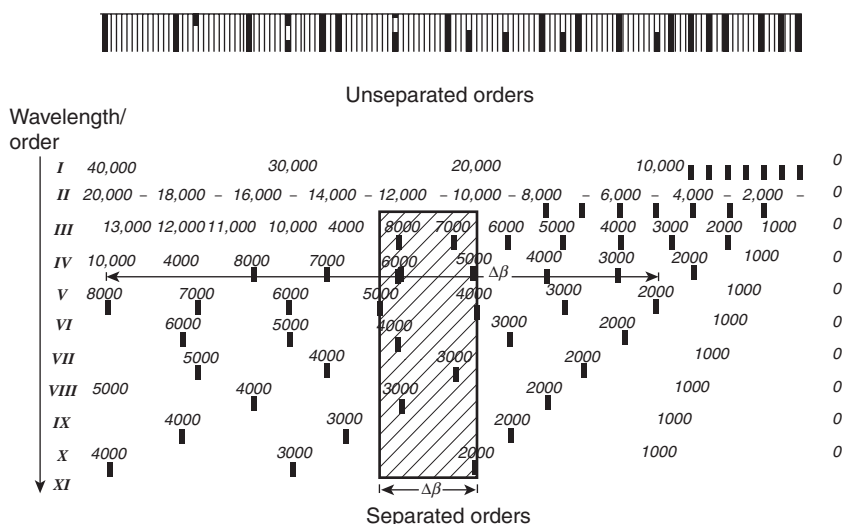 Unseparated orders
Wavelength/
order
I 40,000 30,000 20,000 10,000 0
II 20,000 – 18,000 – 16,000 – 14,000 – 12,000 – 10,000 – 8,000 – 6,000 – 4,000 – 2,000 – 0
III 13,000 12,000 11,000 10,000 4000 8000 7000 6000 5000 4000 3000 2000 1000 0
IV 10,000 4000 8000 7000 6000 5000 4000 3000 2000 1000 0
Δβ
V 8000 7000 6000 5000 4000 3000 2000 1000 0
VI 6000 5000 4000 3000 2000 1000 0
VII 5000 4000 3000 2000 1000 0
VIII 5000 4000 3000 2000 1000 0
IX 4000 3000 2000 1000 0
X 4000 3000 2000 1000 0
XI
Δβ
Separated orders